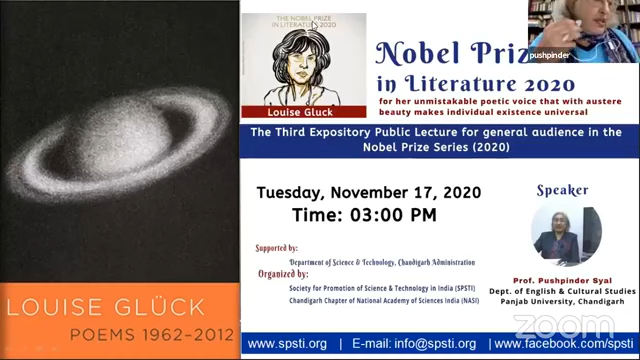 LOUISE GLÜCK
POEMS 1962-2012
THE NOBEL PRIZE
IN LITERATURE 2020
Louise Gluck
pushpinder
Nobel Priz
in Literature 2020
for her unmistakable poetic voice that with austere
beauty makes individual existence universal
The Third Expository Public Lecture for general audience in the
Nobel Prize Series (2020)
Tuesday, November 17, 2020
Time: 03:00 PM
Supported by:
Department of Science & Technology, Chandigarh Administration
Organized by:
Society for Promotion of Science & Technology in India (SPSTI)
Chandigarh Chapter of National Academy of Sciences India (NASI)
Speaker
Prof. Pushpinder Syal
Dept. of English & Cultural Studies
Panjab University, Chandigarh
zoom
www.spsti.org | E-mail: info@spsti.org | www.facebook.com/spsti